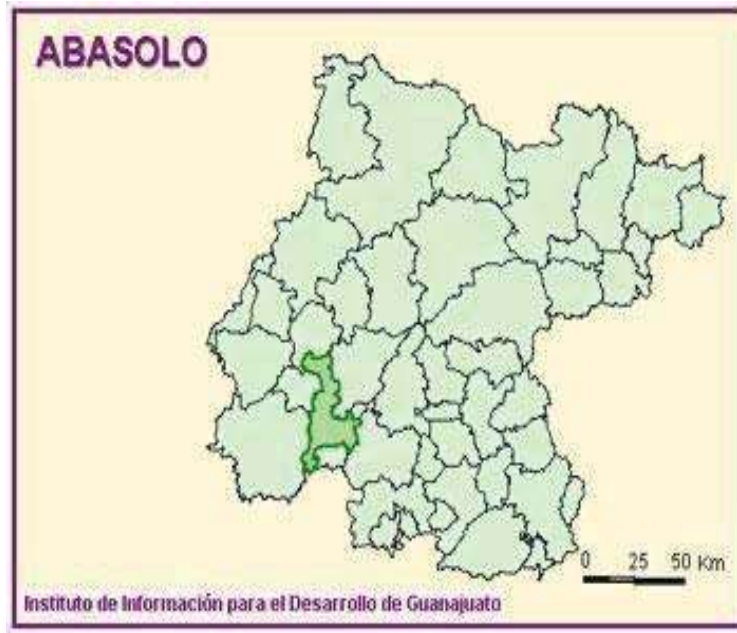 ABASOLO
0 25 50 Km
Instituto de Información para el Desarrollo de Guanajuato